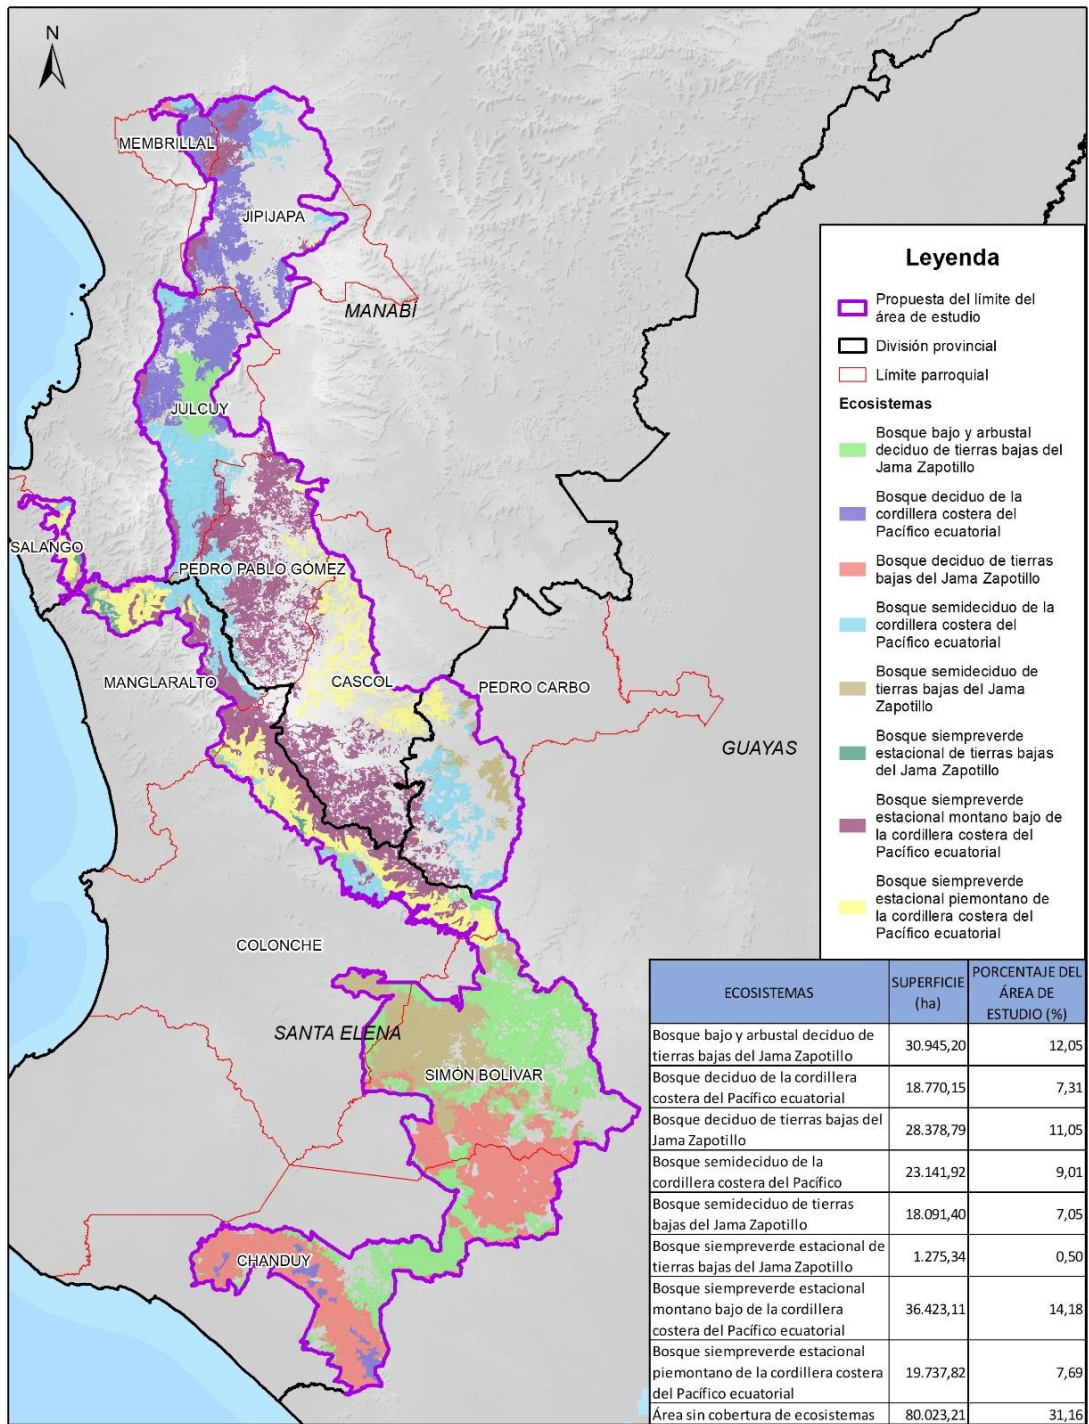 N
MEMBRILLAL
JIPIJAPA
MANABÍ
JULCUY
SALANGO
PEDRO PABLO GÓMEZ
MANGLARALTO
CASCOL
PEDRO CARBO
GUAYAS
COLONCHE
SANTA ELENA
SIMÓN BOLÍVAR
CHANDUY
Leyenda
Propuesta del límite del
área de estudio
División provincial
Límite parroquial
Ecosistemas
Bosque bajo y arbustal
deciduo de tierras bajas del
Jama Zapotillo
Bosque deciduo de la
cordillera costera del
Pacífico ecuatorial
Bosque deciduo de tierras
bajas del Jama Zapotillo
Bosque semideciduo de la
cordillera costera del
Pacífico ecuatorial
Bosque semideciduo de
tierras bajas del Jama
Zapotillo
Bosque siempreverde
estacional de tierras bajas
del Jama Zapotillo
Bosque siempreverde
estacional montano bajo de
la cordillera costera del
Pacífico ecuatorial
Bosque siempreverde
estacional piemontano de
la cordillera costera del
Pacífico ecuatorial
ECOSISTEMAS
SUPERFICIE
(ha)
PORCENTAJE DEL
ÁREA DE
ESTUDIO (%)
Bosque bajo y arbustal deciduo de
tierras bajas del Jama Zapotillo
30.945,20
12,05
Bosque deciduo de la cordillera
costera del Pacífico ecuatorial
18.770,15
7,31
Bosque deciduo de tierras bajas del
Jama Zapotillo
28.378,79
11,05
Bosque semideciduo de la
cordillera costera del Pacífico
23.141,92
9,01
Bosque semideciduo de tierras
bajas del Jama Zapotillo
18.091,40
7,05
Bosque siempreverde estacional de
tierras bajas del Jama Zapotillo
1.275,34
0,50
Bosque siempreverde estacional
montano bajo de la cordillera
costera del Pacífico ecuatorial
36.423,11
14,18
Bosque siempreverde estacional
piemontano de la cordillera costera
del Pacífico ecuatorial
19.737,82
7,69
Área sin cobertura de ecosistemas
80.023,21
31,16